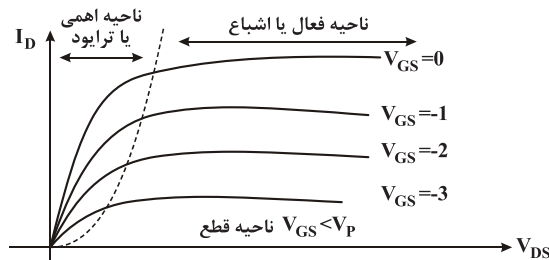 ناحیه اهمی
یا ترایود
ناحیه فعال یا اشباع
I_D
V_GS=0
V_GS=-1
V_GS=-2
V_GS=-3
ناحیه قطع V_GS<V_P
V_DS